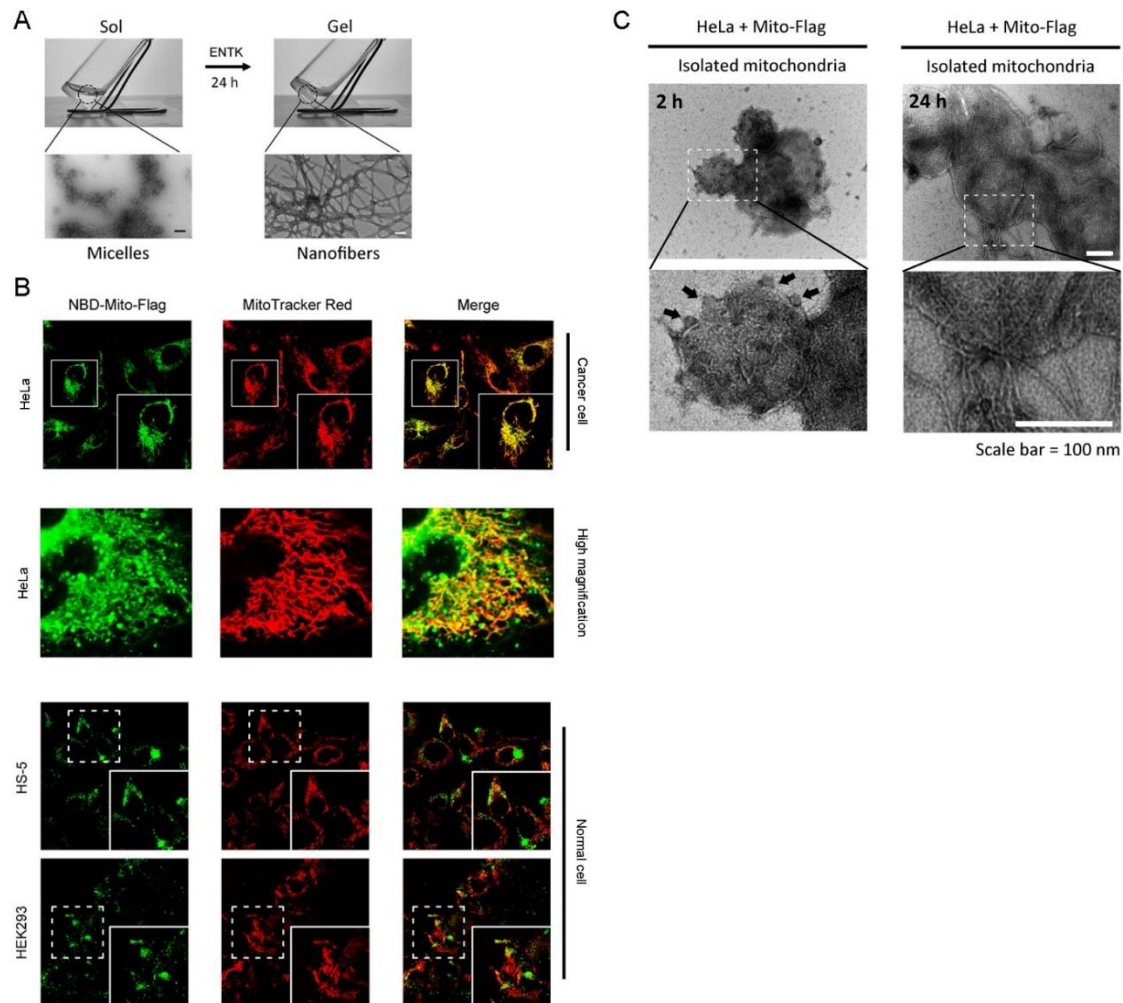 A
Sol
ENTK
24 h
Gel
Micelles
Nanofibers
B
NBD-Mito-Flag
MitoTracker Red
Merge
HeLa
Cancer cell
HeLa
High magnification
HS-5
HEK293
Normal cell
C
HeLa + Mito-Flag
Isolated mitochondria
2 h
HeLa + Mito-Flag
Isolated mitochondria
24 h
Scale bar = 100 nm